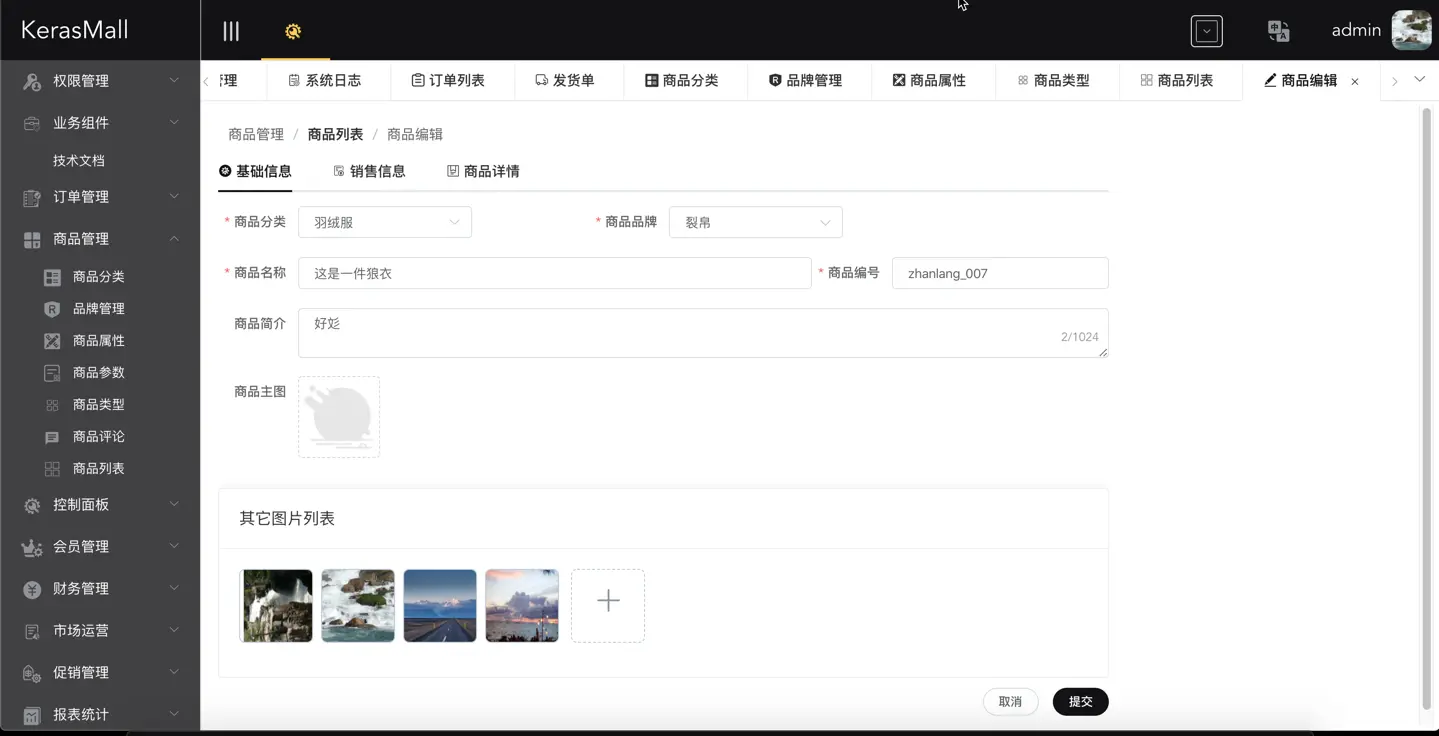 KerasMall
admin
权限管理
业务组件
技术文档
订单管理
商品管理
商品分类
品牌管理
商品属性
商品参数
商品类型
商品评论
商品列表
控制面板
会员管理
财务管理
市场运营
促销管理
报表统计
管理 系统日志 订单列表 发货单 商品分类 品牌管理 商品属性 商品类型 商品列表 商品编辑
商品管理 / 商品列表 / 商品编辑
基础信息 销售信息 商品详情
* 商品分类 羽绒服 * 商品品牌 裂帛
* 商品名称 这是一件狼衣 * 商品编号 zhanlang_007
商品简介 好彣
2/1024
商品主图
其它图片列表
取消 提交